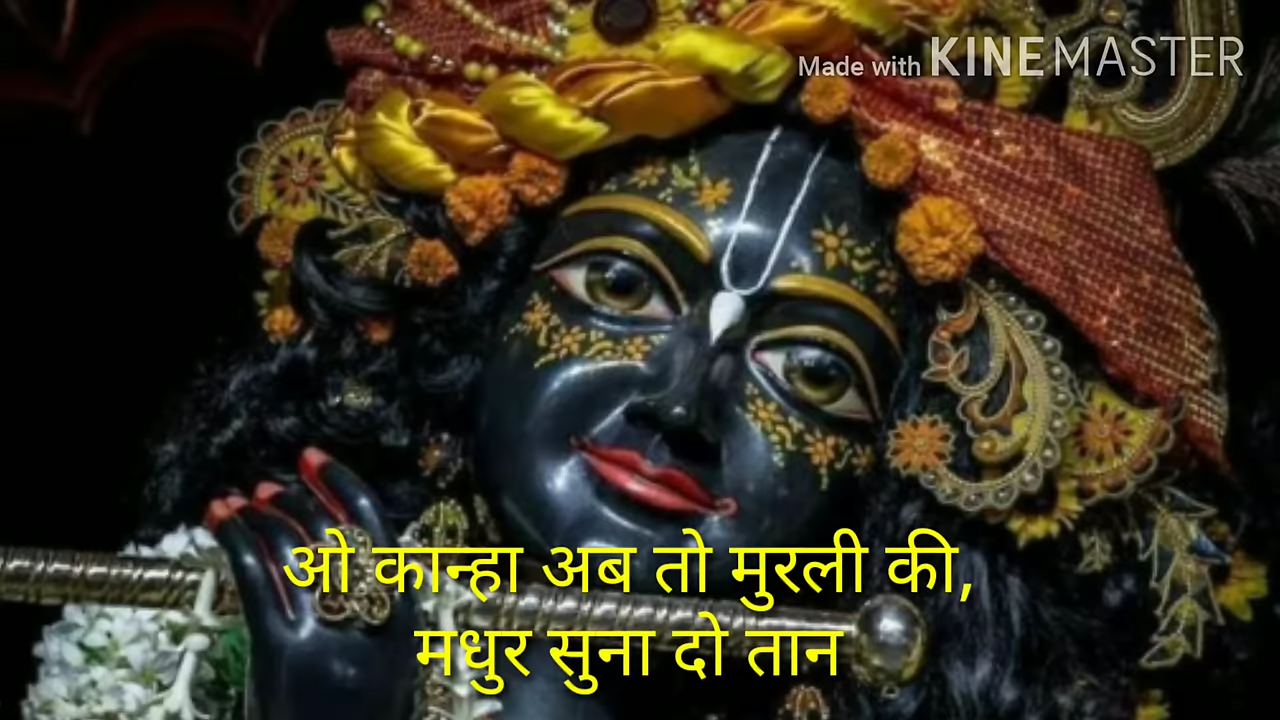 Made with KINEMASTER
ओ कान्हा अब तो मुरली की,
मधुर सुना दो तान